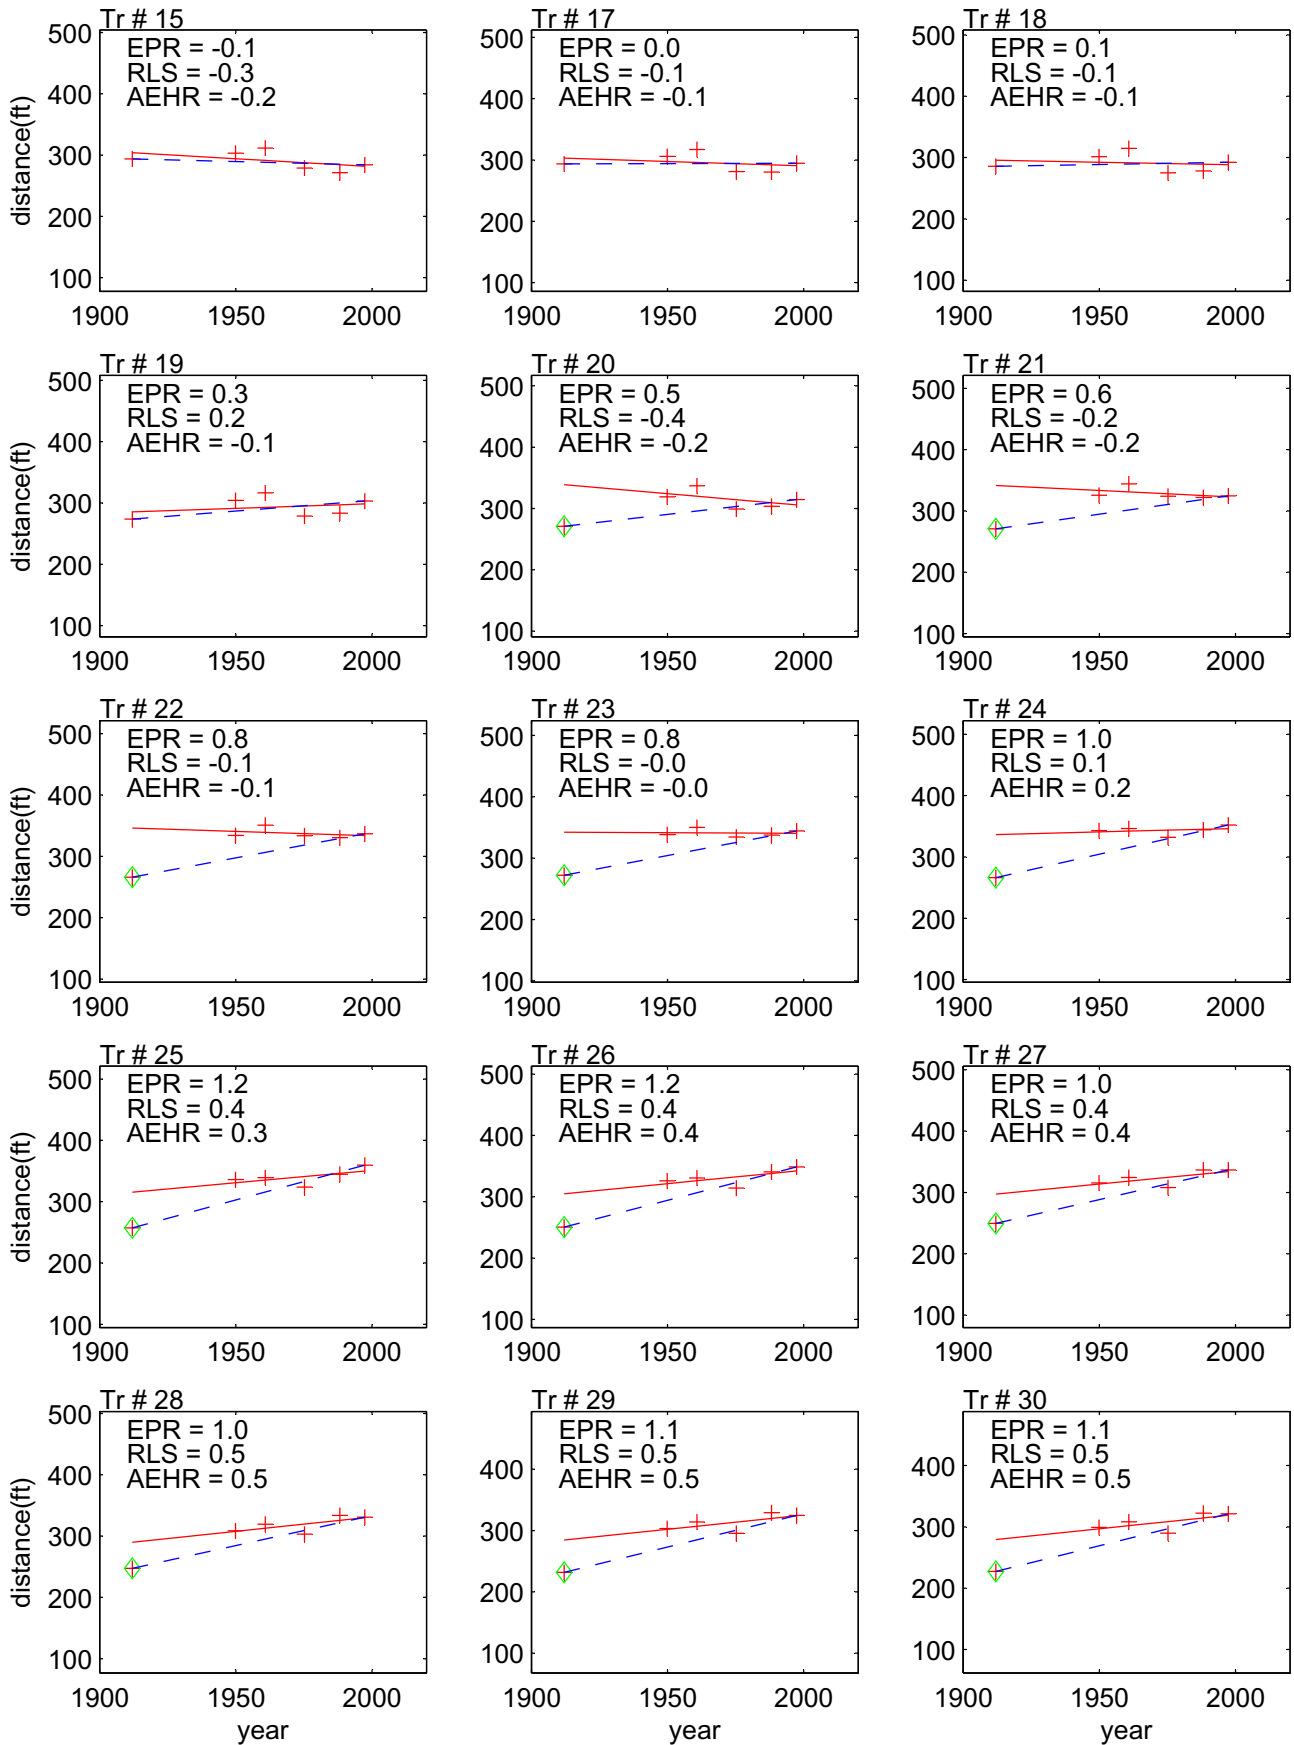 Tr # 15
EPR = -0.1
RLS = -0.3
AEHR = -0.2
500
400
300
200
100
distance(ft)
1900
1950
2000
Tr # 17
EPR = 0.0
RLS = -0.1
AEHR = -0.1
500
400
300
200
100
1900
1950
2000
Tr # 18
EPR = 0.1
RLS = -0.1
AEHR = -0.1
500
400
300
200
100
1900
1950
2000
Tr # 19
EPR = 0.3
RLS = 0.2
AEHR = -0.1
500
400
300
200
100
distance(ft)
1900
1950
2000
Tr # 20
EPR = 0.5
RLS = -0.4
AEHR = -0.2
500
400
300
200
100
1900
1950
2000
Tr # 21
EPR = 0.6
RLS = -0.2
AEHR = -0.2
500
400
300
200
100
1900
1950
2000
Tr # 22
EPR = 0.8
RLS = -0.1
AEHR = -0.1
500
400
300
200
100
distance(ft)
1900
1950
2000
Tr # 23
EPR = 0.8
RLS = -0.0
AEHR = -0.0
500
400
300
200
100
1900
1950
2000
Tr # 24
EPR = 1.0
RLS = 0.1
AEHR = 0.2
500
400
300
200
100
1900
1950
2000
Tr # 25
EPR = 1.2
RLS = 0.4
AEHR = 0.3
500
400
300
200
100
distance(ft)
1900
1950
2000
Tr # 26
EPR = 1.2
RLS = 0.4
AEHR = 0.4
500
400
300
200
100
1900
1950
2000
Tr # 27
EPR = 1.0
RLS = 0.4
AEHR = 0.4
500
400
300
200
100
1900
1950
2000
Tr # 28
EPR = 1.0
RLS = 0.5
AEHR = 0.5
500
400
300
200
100
distance(ft)
1900
1950
2000
year
Tr # 29
EPR = 1.1
RLS = 0.5
AEHR = 0.5
400
300
200
100
1900
1950
2000
year
Tr # 30
EPR = 1.1
RLS = 0.5
AEHR = 0.5
400
300
200
100
1900
1950
2000
year